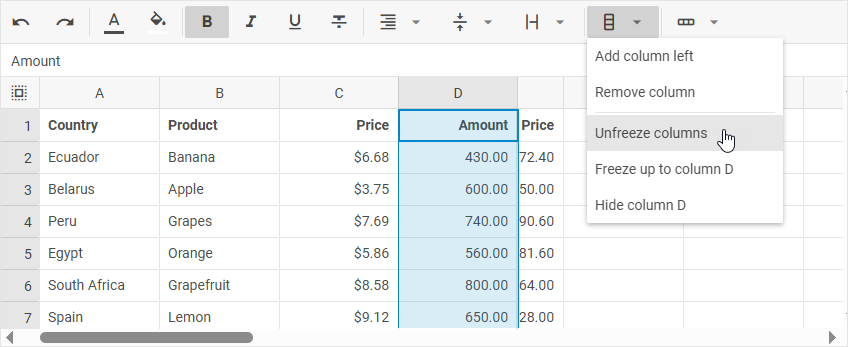 A B I U T
Amount
Add column left
Remove column
Unfreeze columns
Freeze up to column D
Hide column D
A B C D
1 Country Product Price Amount Price
2 Ecuador Banana $6.68 430.00 72.40
3 Belarus Apple $3.75 600.00 50.00
4 Peru Grapes $7.69 740.00 90.60
5 Egypt Orange $5.86 560.00 81.60
6 South Africa Grapefruit $8.58 800.00 64.00
7 Spain Lemon $9.12 650.00 28.00